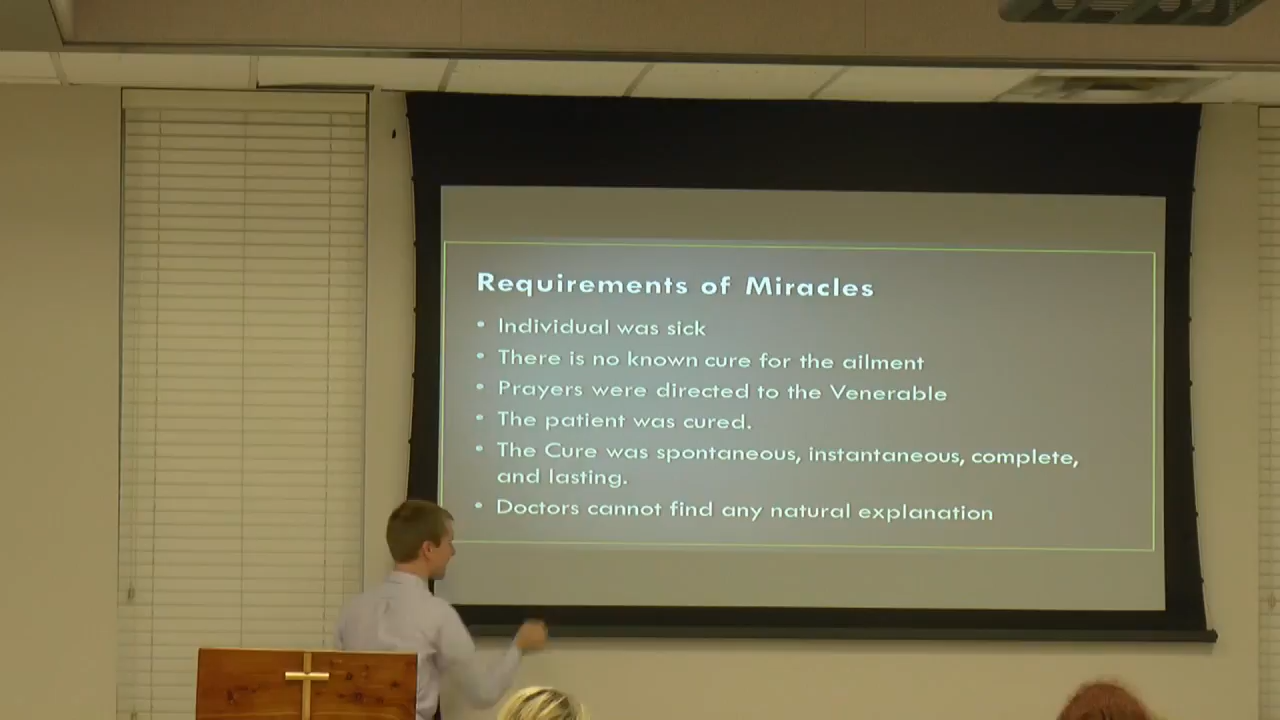 Requirements of Miracles
• Individual was sick
• There is no known cure for the ailment
• Prayers were directed to the Venerable
• The patient was cured.
• The Cure was spontaneous, instantaneous, complete,
and lasting.
• Doctors cannot find any natural explanation